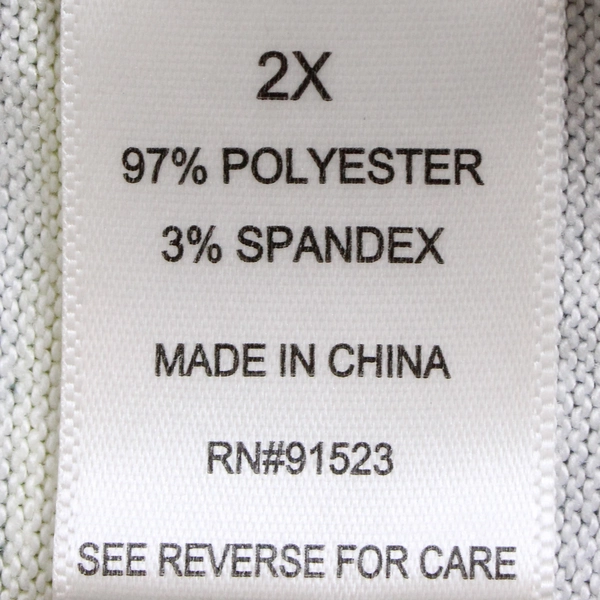 2X
97% POLYESTER
3% SPANDEX
MADE IN CHINA
RN#91523
SEE REVERSE FOR CARE